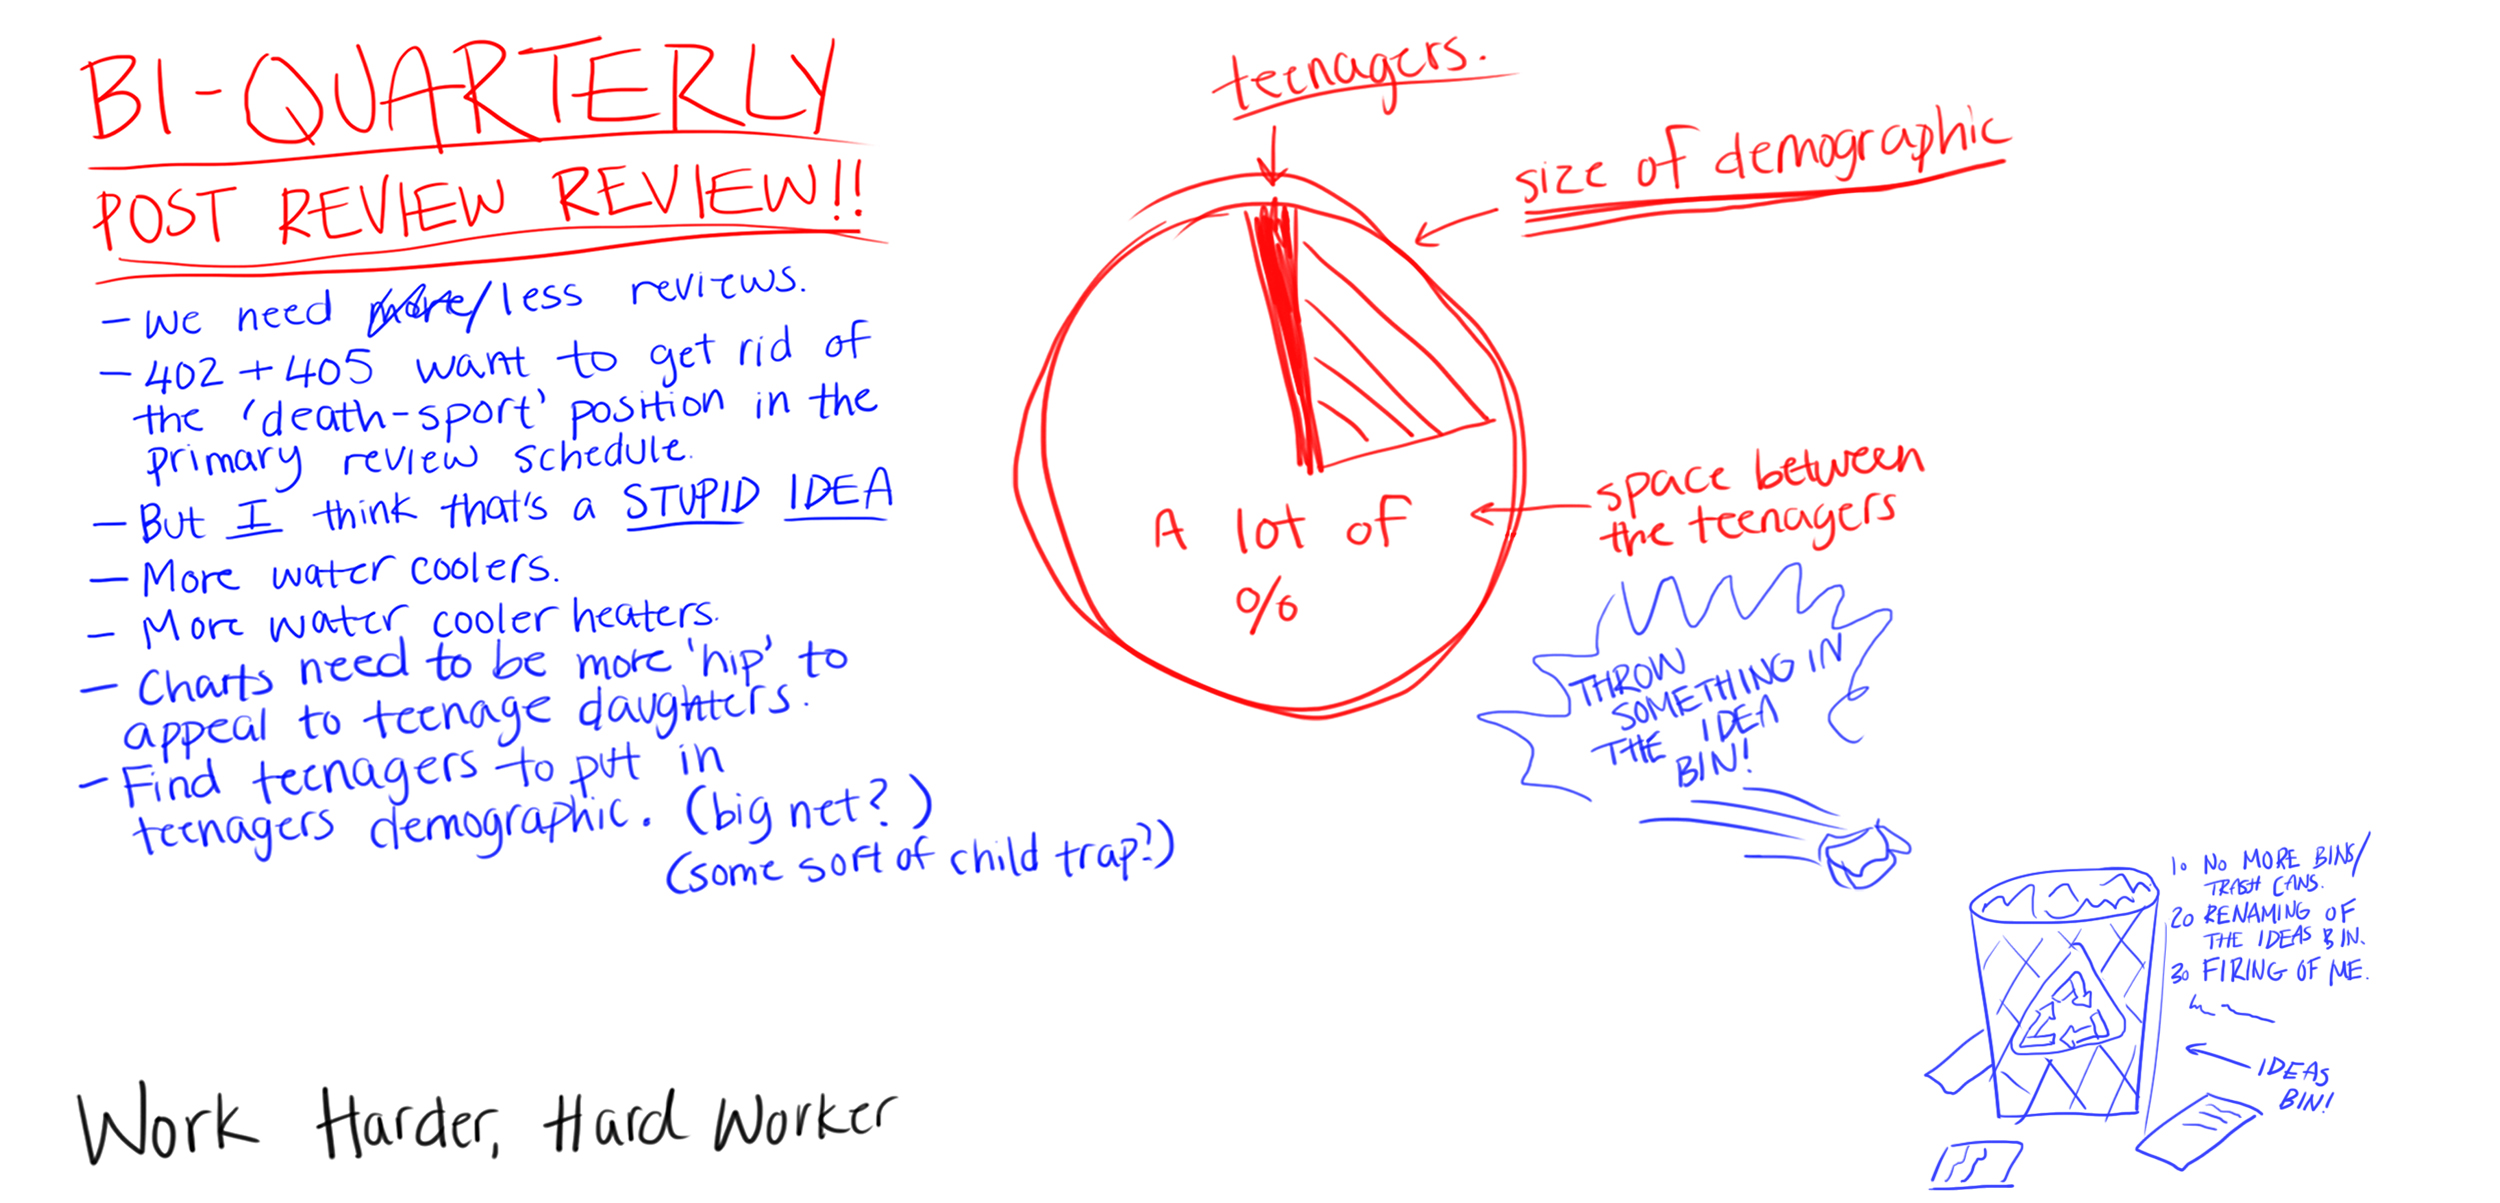 BI-QUARTERLY
POST REVIEW REVIEW!!
- We need more/less reviews.
- 402 + 405 want to get rid of
the 'death-sport' position in the
primary review schedule.
- But I think that's a STUPID IDEA
- More water coolers.
- More water cooler heaters.
- Charts need to be more 'hip' to
appeal to teenage daughters.
- Find teenagers to put in
teenagers demographic. (big net?)
(some sort of child trap?)
Work Harder, Hard Worker
teenagers.
size of demographic
A lot of
%
space between
the teenagers
THROW
SOMETHING IN
THE IDEA
BIN!
1. NO MORE BINS/
TRASH CANS.
2. RENAMING OF
THE IDEAS BIN.
3. FIRING OF ME.
IDEAS
BIN!